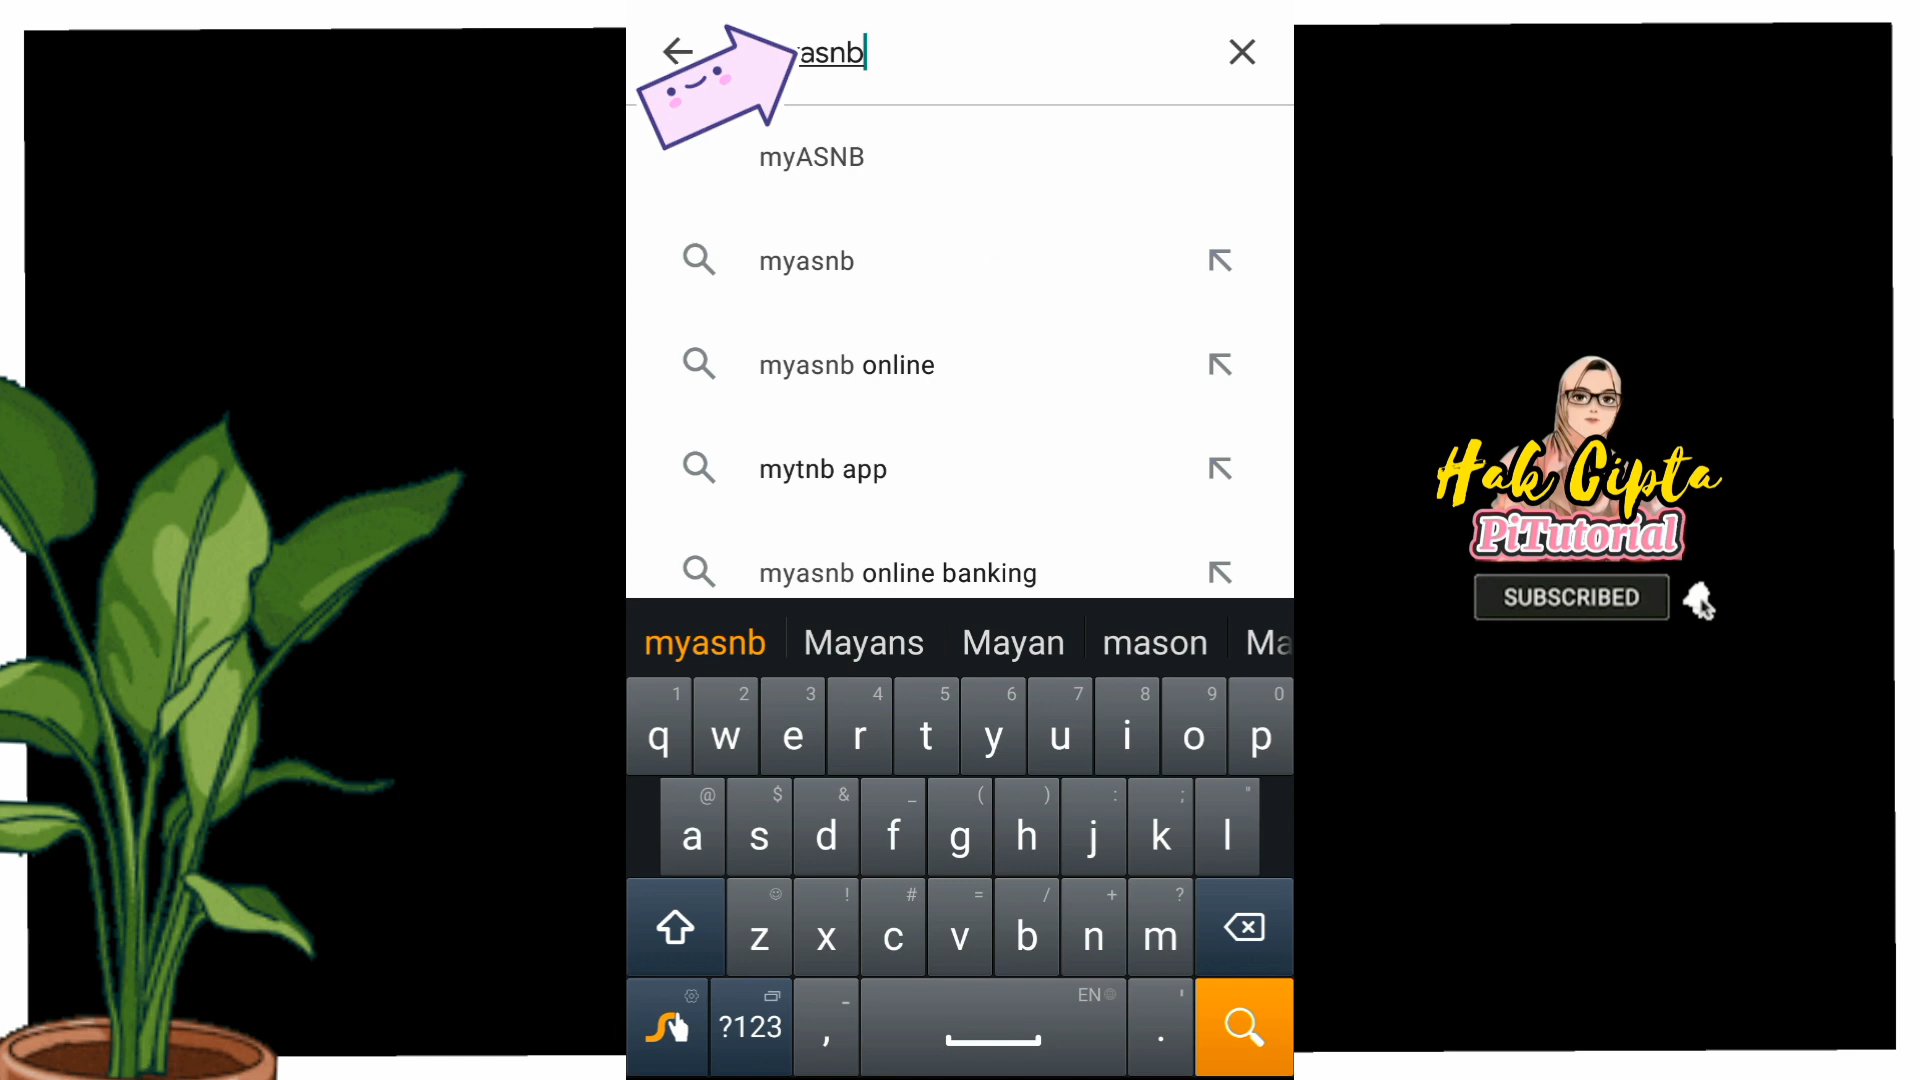 asnb
myASNB
myasnb
myasnb online
mytnb app
myasnb online banking
myasnb Mayans Mayan mason Ma
1 2 3 4 5 6 7 8 9 0
q w e r t y u i o p
@ $ & _ ( ) : ; "
a s d f g h j k l
! # = / + ?
z x c v b n m
- EN '
?123 , .
Hak Cipta
PiTutorial
SUBSCRIBED